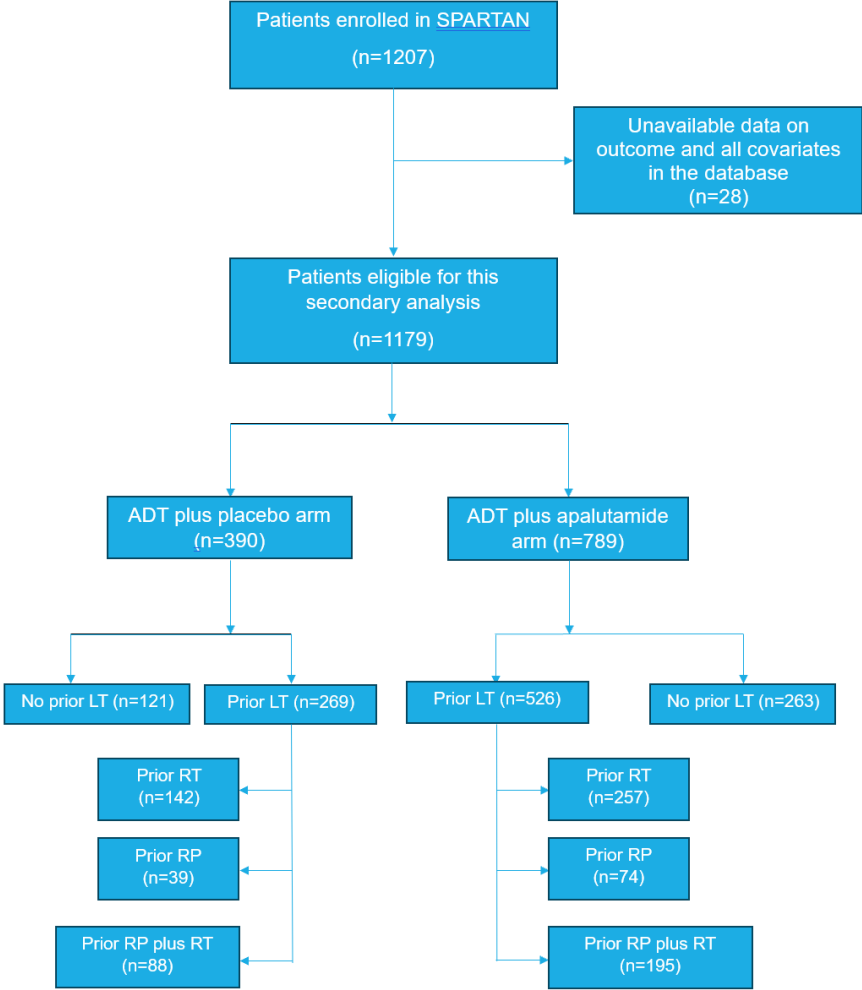 Patients enrolled in SPARTAN
(n=1207)
Unavailable data on
outcome and all covariates
in the database
(n=28)
Patients eligible for this
secondary analysis
(n=1179)
ADT plus placebo arm
(n=390)
ADT plus apalutamide
arm (n=789)
No prior LT (n=121)
Prior LT (n=269)
Prior LT (n=526)
No prior LT (n=263)
Prior RT
(n=142)
Prior RT
(n=257)
Prior RP
(n=39)
Prior RP
(n=74)
Prior RP plus RT
(n=88)
Prior RP plus RT
(n=195)